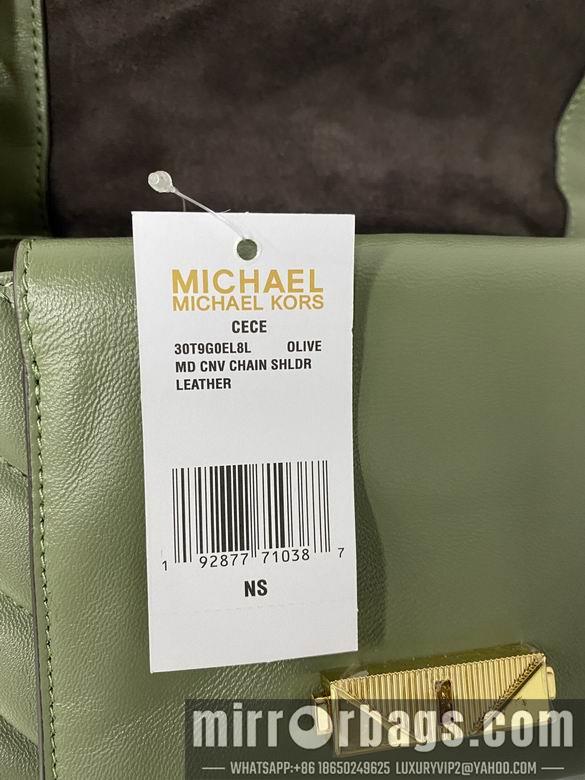 MICHAEL
MICHAEL KORS
CECE
30T9G0EL8L OLIVE
MD CNV CHAIN SHLDR
LEATHER
1 92877 71038 7
NS
mirrorbags.com
WHATSAPP:+86 18650249625 LUXURYVIP2@YAHOO.COM